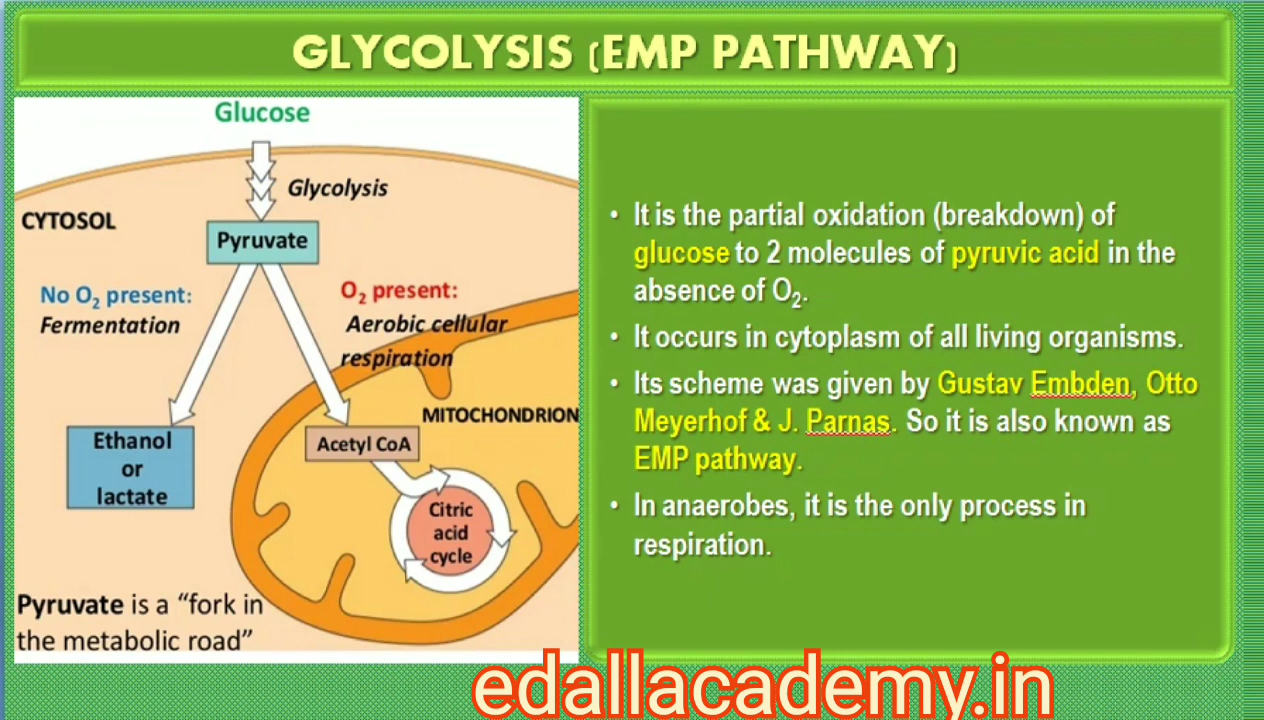 GLYCOLYSIS (EMP PATHWAY)
Glucose
Glycolysis
CYTOSOL
Pyruvate
No O₂ present:
Fermentation
O₂ present:
Aerobic cellular
respiration
MITOCHONDRION
Ethanol
or
lactate
Acetyl CoA
Citric
acid
cycle
Pyruvate is a “fork in
the metabolic road”
• It is the partial oxidation (breakdown) of
glucose to 2 molecules of pyruvic acid in the
absence of O₂.
• It occurs in cytoplasm of all living organisms.
• Its scheme was given by Gustav Embden, Otto
Meyerhof & J. Parnas. So it is also known as
EMP pathway.
• In anaerobes, it is the only process in
respiration.
edallacademy.in